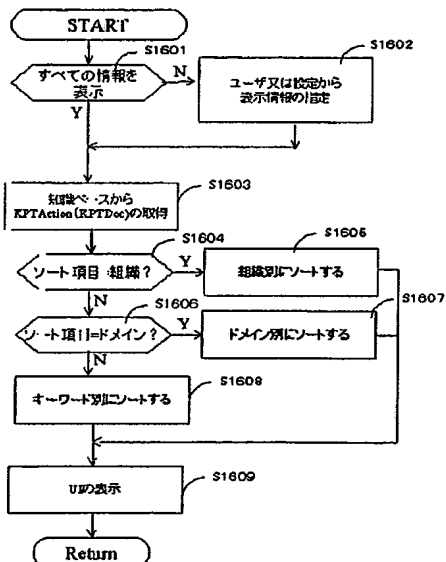 START
S1601
すべての情報を
表示
N
Y
S1602
ユーザ又は設定から
表示情報の指定
S1603
知識ベースから
KPTAction(KPTDoc)の取得
S1604
ソート項目=組織?
Y
N
S1605
組織別にソートする
S1606
ソート項目=ドメイン?
Y
N
S1607
ドメイン別にソートする
S1608
キーワード別にソートする
S1609
UIの表示
Return